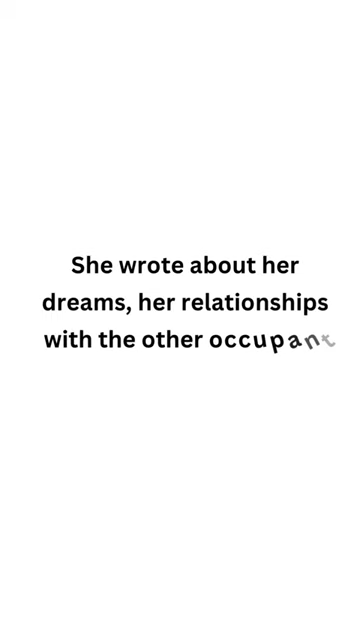 She wrote about her
dreams, her relationships
with the other occupant